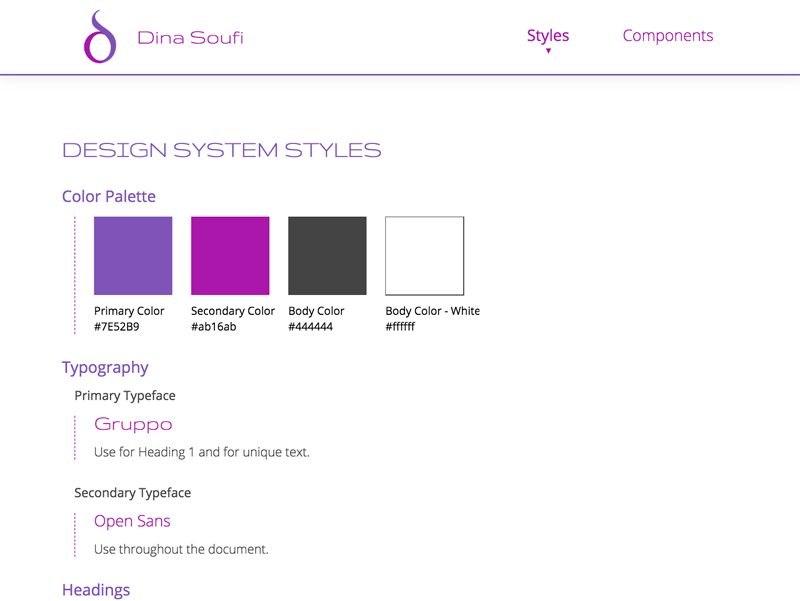 Dina Soufi
Styles
Components
DESIGN SYSTEM STYLES
Color Palette
Primary Color
#7E52B9
Secondary Color
#ab16ab
Body Color
#444444
Body Color - White
#ffffff
Typography
Primary Typeface
Gruppo
Use for Heading 1 and for unique text.
Secondary Typeface
Open Sans
Use throughout the document.
Headings